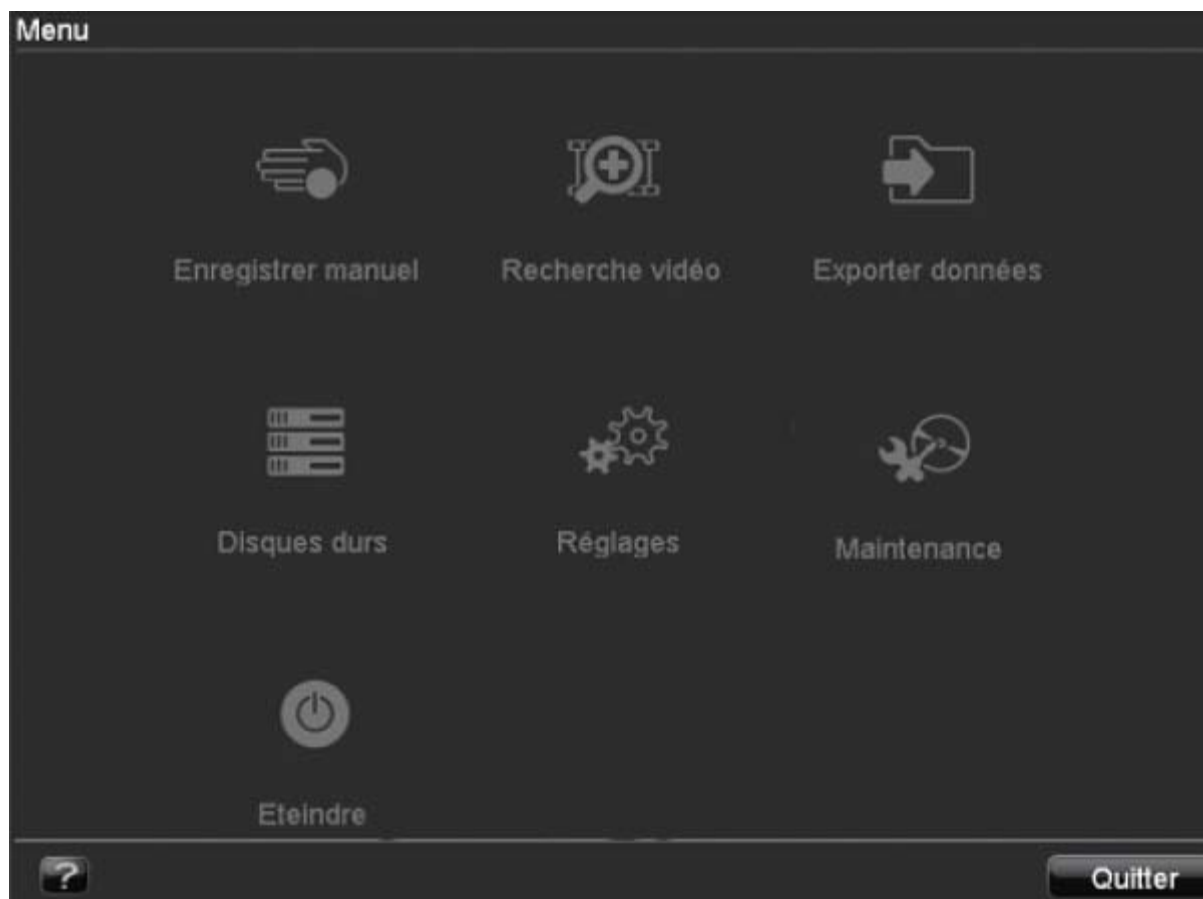 Menu
Enregistrer manuel
Recherche vidéo
Exporter données
Disques durs
Réglages
Maintenance
Eteindre
?
Quitter